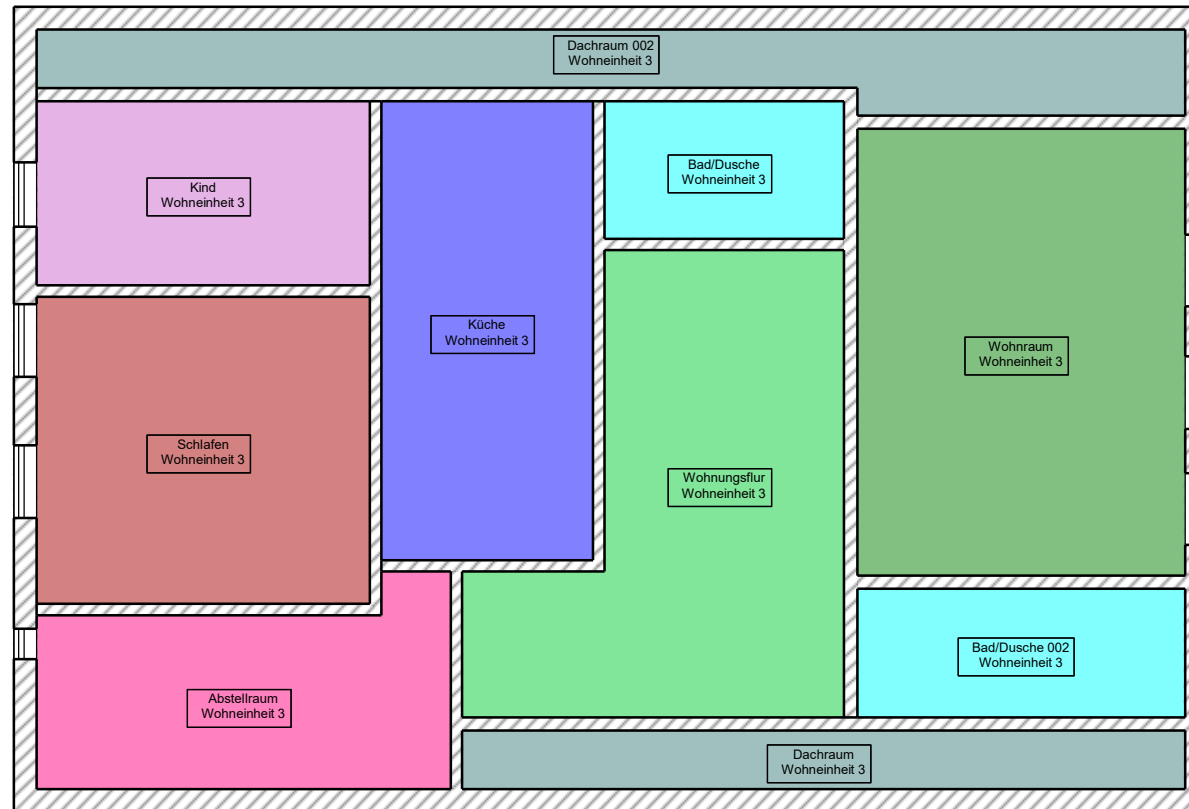 Dachraum 002
Wohneinheit 3
Bad/Dusche
Wohneinheit 3
Kind
Wohneinheit 3
Küche
Wohneinheit 3
Wohnraum
Wohneinheit 3
Schlafen
Wohneinheit 3
Wohnungsflur
Wohneinheit 3
Bad/Dusche 002
Wohneinheit 3
Abstellraum
Wohneinheit 3
Dachraum
Wohneinheit 3